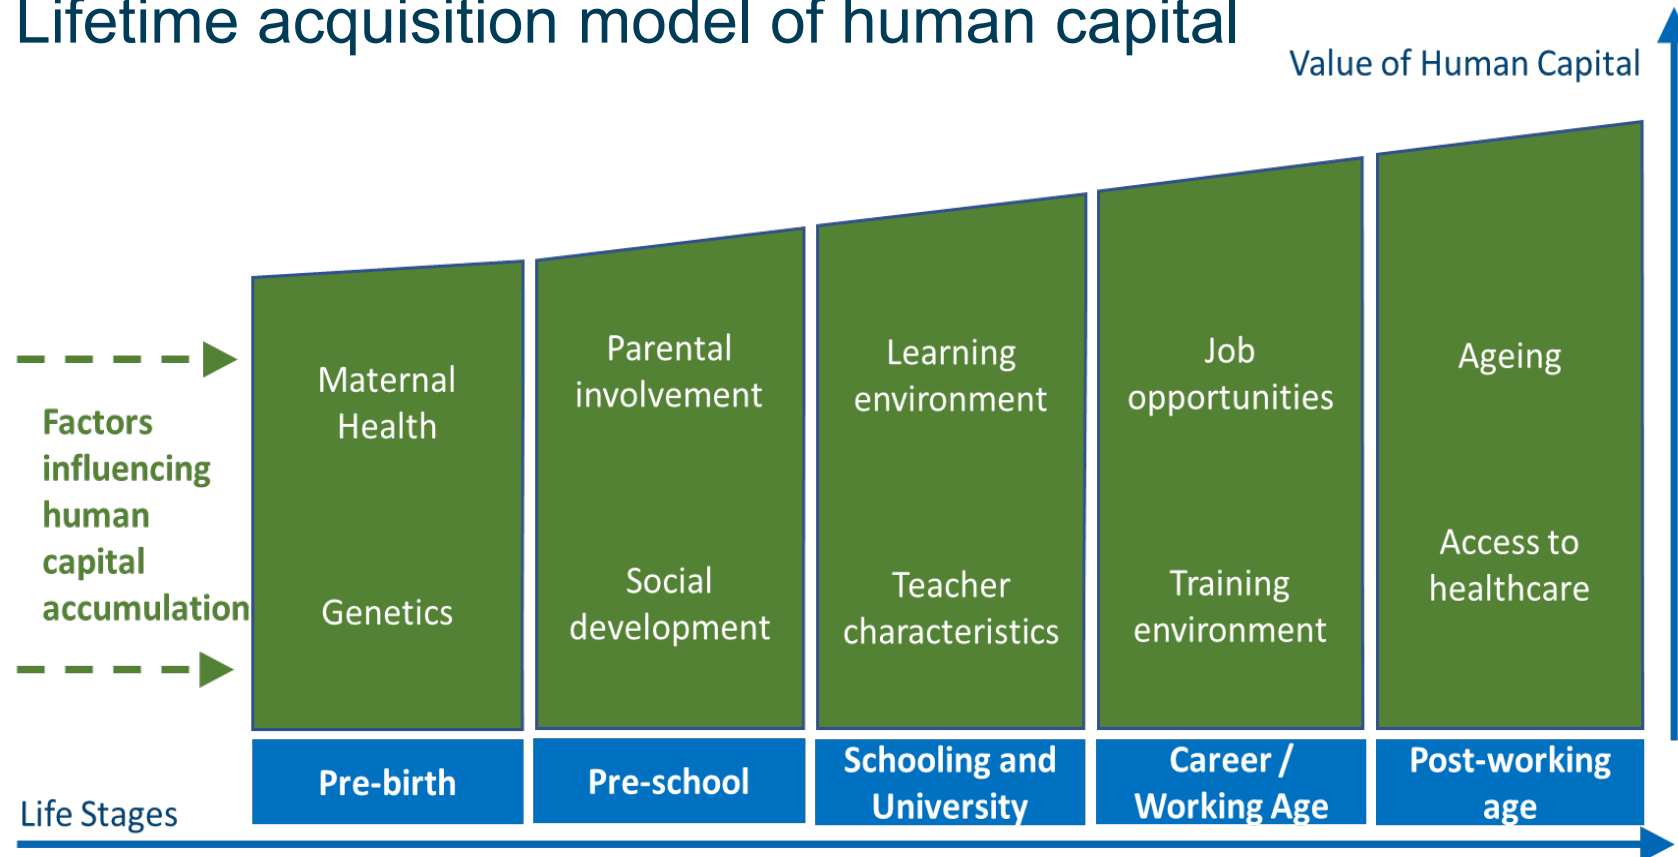 Lifetime acquisition model of human capital
Value of Human Capital
Factors
influencing
human
capital
accumulation
Maternal
Health
Genetics
Parental
involvement
Social
development
Learning
environment
Teacher
characteristics
Job
opportunities
Training
environment
Ageing
Access to
healthcare
Pre-birth
Pre-school
Schooling and
University
Career /
Working Age
Post-working
age
Life Stages